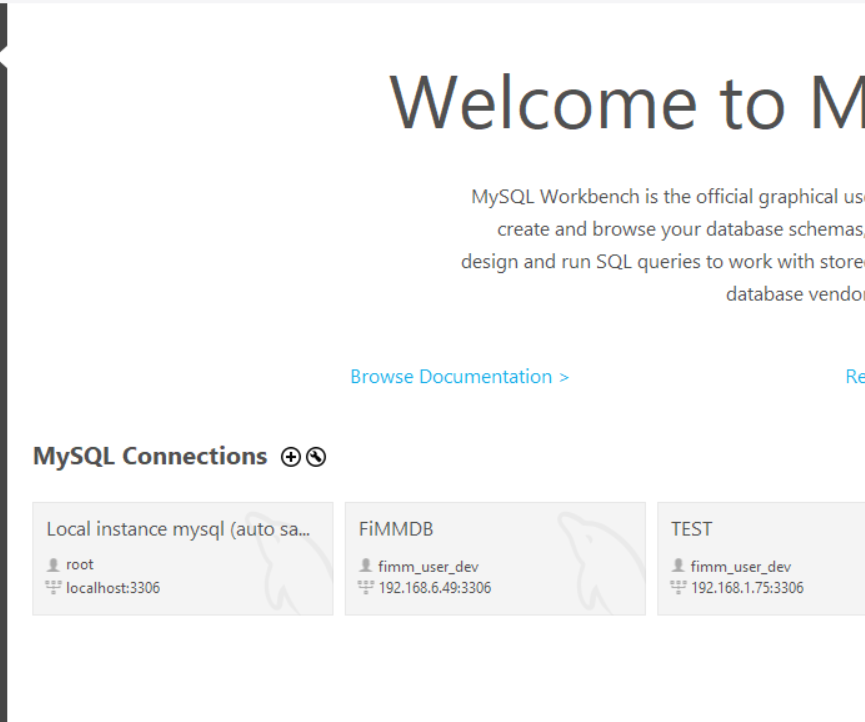 Welcome to M
MySQL Workbench is the official graphical us
create and browse your database schemas,
design and run SQL queries to work with store
database vendor
Browse Documentation >
Re
MySQL Connections
Local instance mysql (auto sa...
root
localhost:3306
FiMMDB
fimm_user_dev
192.168.6.49:3306
TEST
fimm_user_dev
192.168.1.75:3306